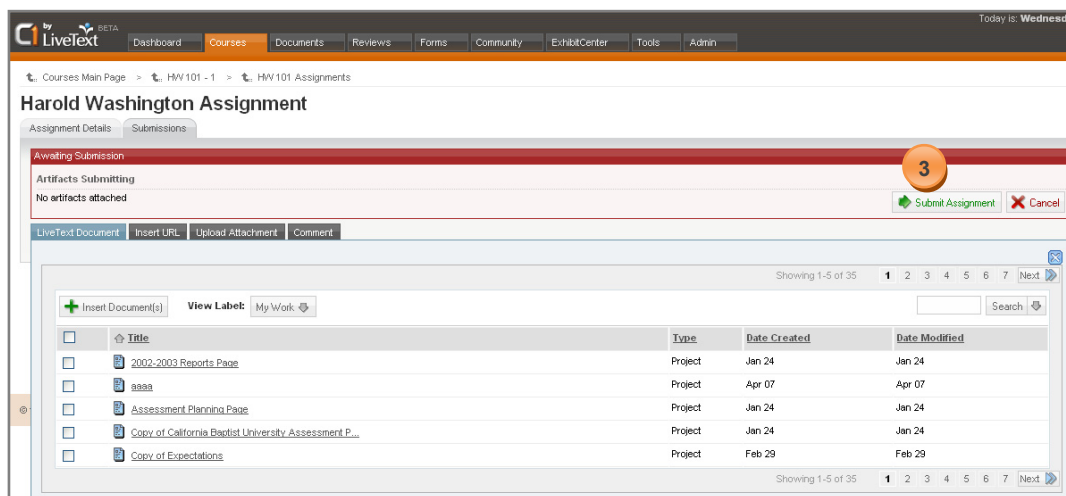 Today is: Wednesd
C1 by LiveText BETA
Dashboard Courses Documents Reviews Forms Community ExhibitCenter Tools Admin
Courses Main Page > HW 101 - 1 > HW 101 Assignments
Harold Washington Assignment
Assignment Details Submissions
Awaiting Submission
Artifacts Submitting
3
No artifacts attached
Submit Assignment Cancel
LiveText Document Insert URL Upload Attachment Comment
Showing 1-5 of 35 1 2 3 4 5 6 7 Next
Insert Document(s) View Label: My Work Search
Title Type Date Created Date Modified
2002-2003 Reports Page Project Jan 24 Jan 24
aaaa Project Apr 07 Apr 07
Assessment Planning Page Project Jan 24 Jan 24
©
Copy of California Baptist University Assessment P... Project Jan 24 Jan 24
Copy of Expectations Project Feb 29 Feb 29
Showing 1-5 of 35 1 2 3 4 5 6 7 Next